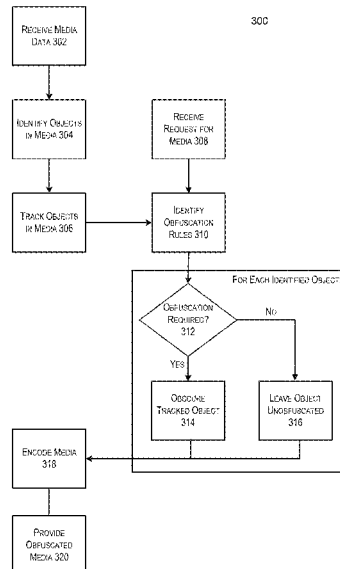 300
RECEIVE MEDIA
DATA 302
IDENTIFY OBJECTS
IN MEDIA 304
RECEIVE
REQUEST FOR
MEDIA 308
TRACK OBJECTS
IN MEDIA 306
IDENTIFY
OBFUSCATION
RULES 310
FOR EACH IDENTIFIED OBJECT
OBFUSCATION
REQUIRED?
312
NO
YES
OBSCURE
TRACKED OBJECT
314
LEAVE OBJECT
UNOBFUSCATED
316
ENCODE MEDIA
318
PROVIDE
OBFUSCATED
MEDIA 320